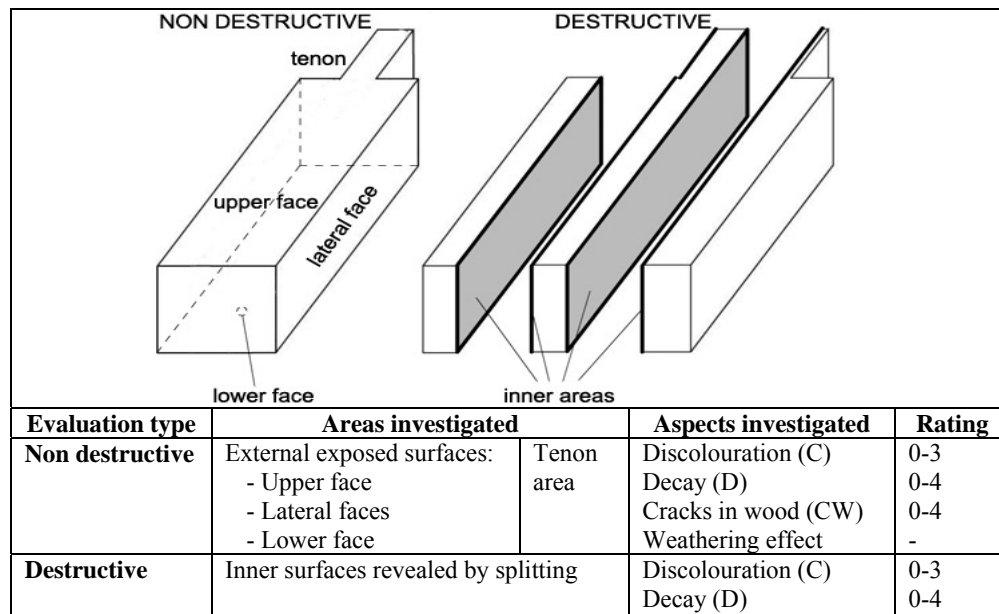 NON DESTRUCTIVE DESTRUCTIVE
tenon
upper face
lateral face
lower face inner areas
Evaluation type Areas investigated Aspects investigated Rating
Non destructive External exposed surfaces: Tenon Discolouration (C) 0-3
- Upper face area Decay (D) 0-4
- Lateral faces Cracks in wood (CW) 0-4
- Lower face Weathering effect -
Destructive Inner surfaces revealed by splitting Discolouration (C) 0-3
Decay (D) 0-4